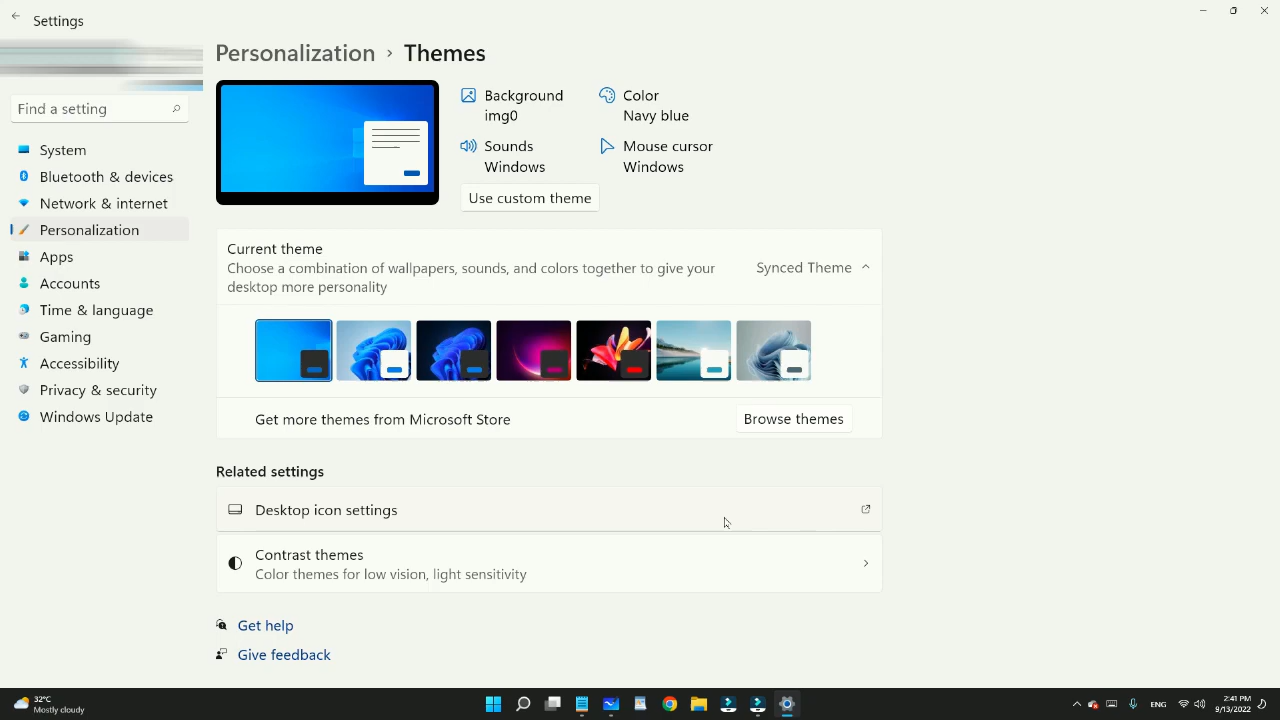 Settings
Personalization > Themes
Find a setting
System
Bluetooth & devices
Network & internet
Personalization
Apps
Accounts
Time & language
Gaming
Accessibility
Privacy & security
Windows Update
Background
img0
Color
Navy blue
Sounds
Windows
Mouse cursor
Windows
Use custom theme
Current theme
Choose a combination of wallpapers, sounds, and colors together to give your
desktop more personality
Synced Theme
Get more themes from Microsoft Store
Browse themes
Related settings
Desktop icon settings
Contrast themes
Color themes for low vision, light sensitivity
Get help
Give feedback
32°C
Mostly cloudy
ENG
2:41 PM
9/13/2022